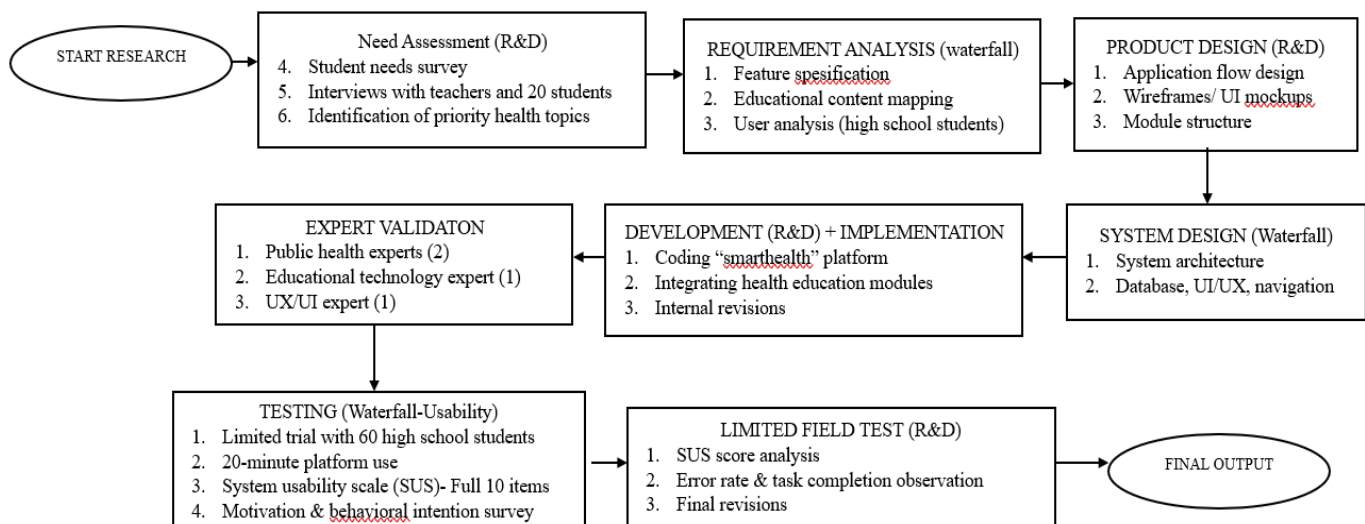 START RESEARCH
Need Assessment (R&D)
4. Student needs survey
5. Interviews with teachers and 20 students
6. Identification of priority health topics
REQUIREMENT ANALYSIS (waterfall)
1. Feature spesification
2. Educational content mapping
3. User analysis (high school students)
PRODUCT DESIGN (R&D)
1. Application flow design
2. Wireframes/ UI mockups
3. Module structure
SYSTEM DESIGN (Waterfall)
1. System architecture
2. Database, UI/UX, navigation
DEVELOPMENT (R&D) + IMPLEMENTATION
1. Coding “smarthealth” platform
2. Integrating health education modules
3. Internal revisions
EXPERT VALIDATON
1. Public health experts (2)
2. Educational technology expert (1)
3. UX/UI expert (1)
TESTING (Waterfall-Usability)
1. Limited trial with 60 high school students
2. 20-minute platform use
3. System usability scale (SUS)- Full 10 items
4. Motivation & behavioral intention survey
LIMITED FIELD TEST (R&D)
1. SUS score analysis
2. Error rate & task completion observation
3. Final revisions
FINAL OUTPUT